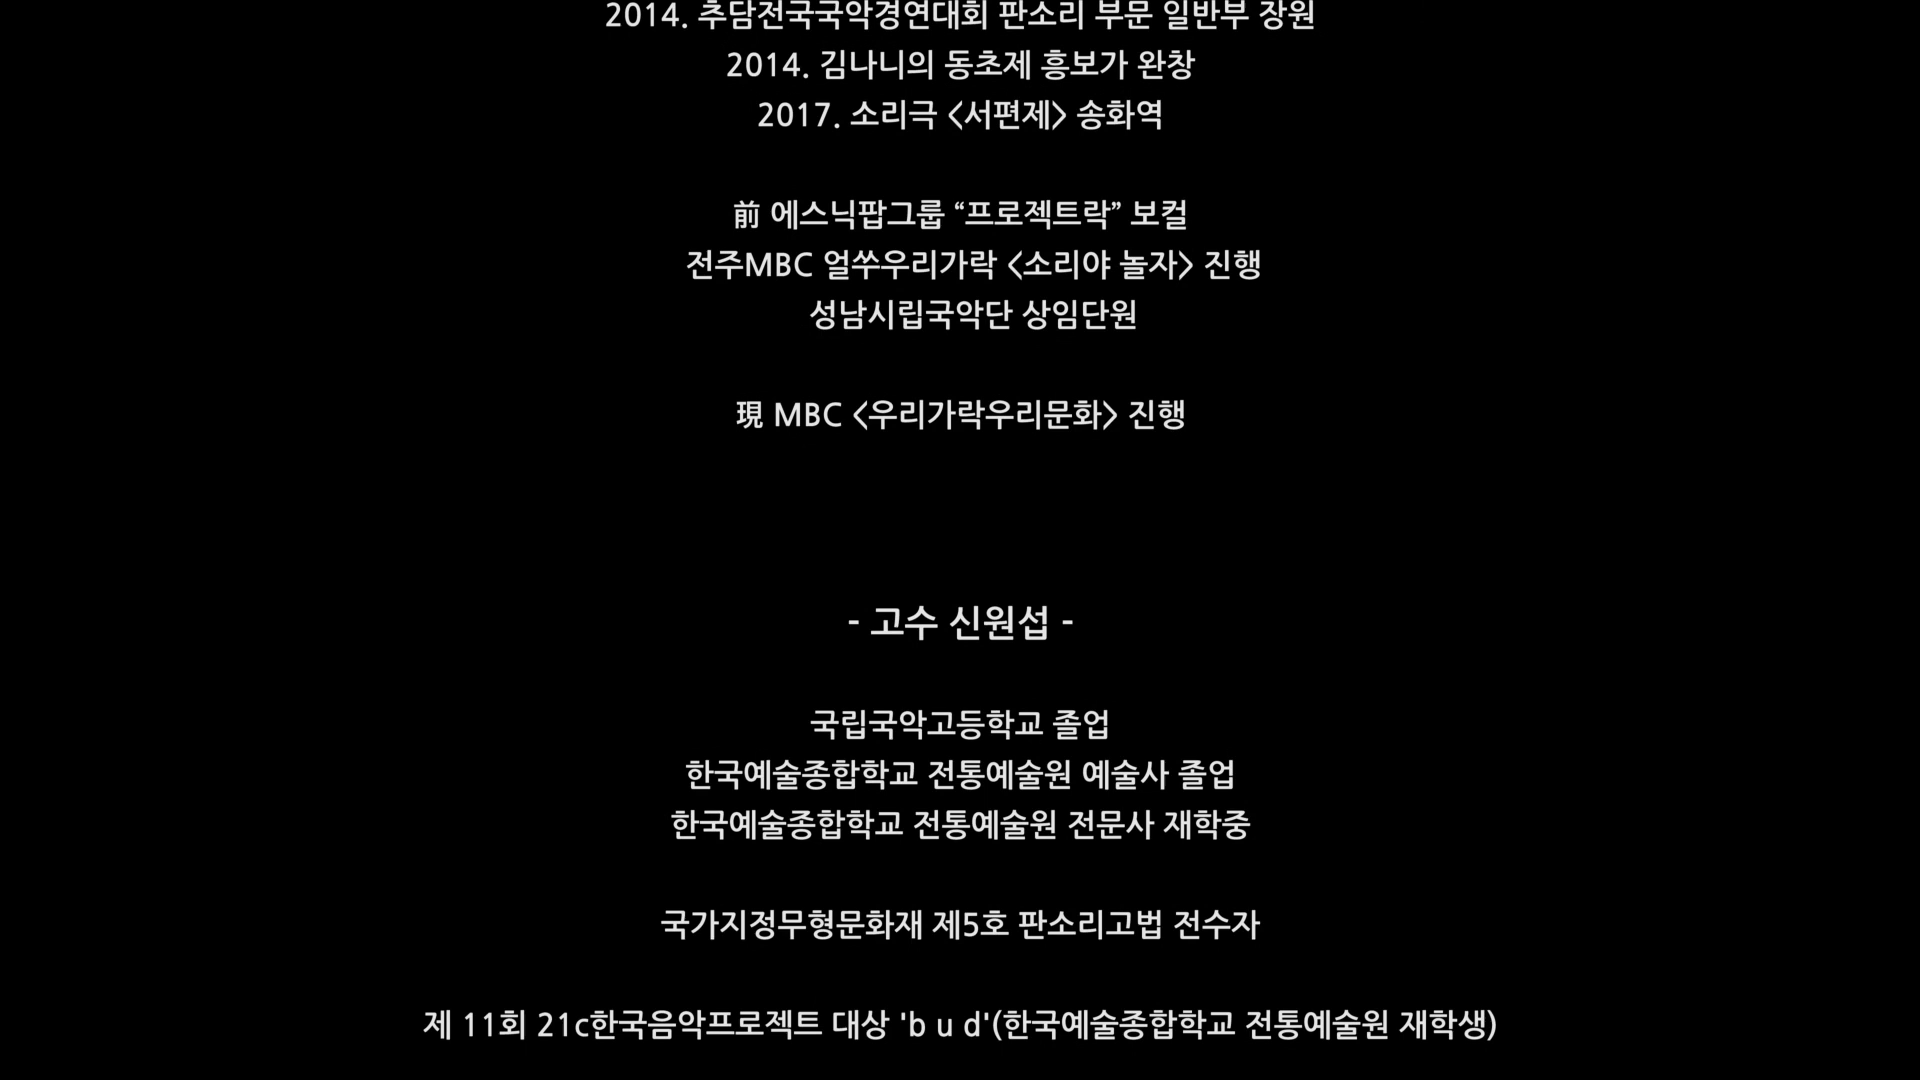 2014. 추담전국국악경연대회 판소리 부문 일반부 장원
2014. 김나니의 동초제 흥보가 완창
2017. 소리극 <서편제> 송화역
前 에스닉팝그룹 “프로젝트락” 보컬
전주MBC 얼쑤우리가락 <소리야 놀자> 진행
성남시립국악단 상임단원
現 MBC <우리가락우리문화> 진행
- 고수 신원섭 -
국립국악고등학교 졸업
한국예술종합학교 전통예술원 예술사 졸업
한국예술종합학교 전통예술원 전문사 재학중
국가지정무형문화재 제5호 판소리고법 전수자
제 11회 21c한국음악프로젝트 대상 'b u d'(한국예술종합학교 전통예술원 재학생)